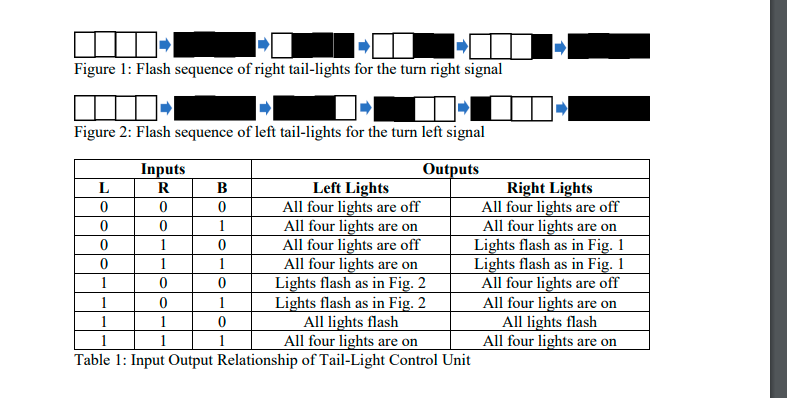 Figure 1: Flash sequence of right tail-lights for the turn right signal
Figure 2: Flash sequence of left tail-lights for the turn left signal
Inputs Outputs
L R B Left Lights Right Lights
0 0 0 All four lights are off All four lights are off
0 0 1 All four lights are on All four lights are on
0 1 0 All four lights are off Lights flash as in Fig. 1
0 1 1 All four lights are on Lights flash as in Fig. 1
1 0 0 Lights flash as in Fig. 2 All four lights are off
1 0 1 Lights flash as in Fig. 2 All four lights are on
1 1 0 All lights flash All lights flash
1 1 1 All four lights are on All four lights are on
Table 1: Input Output Relationship of Tail-Light Control Unit